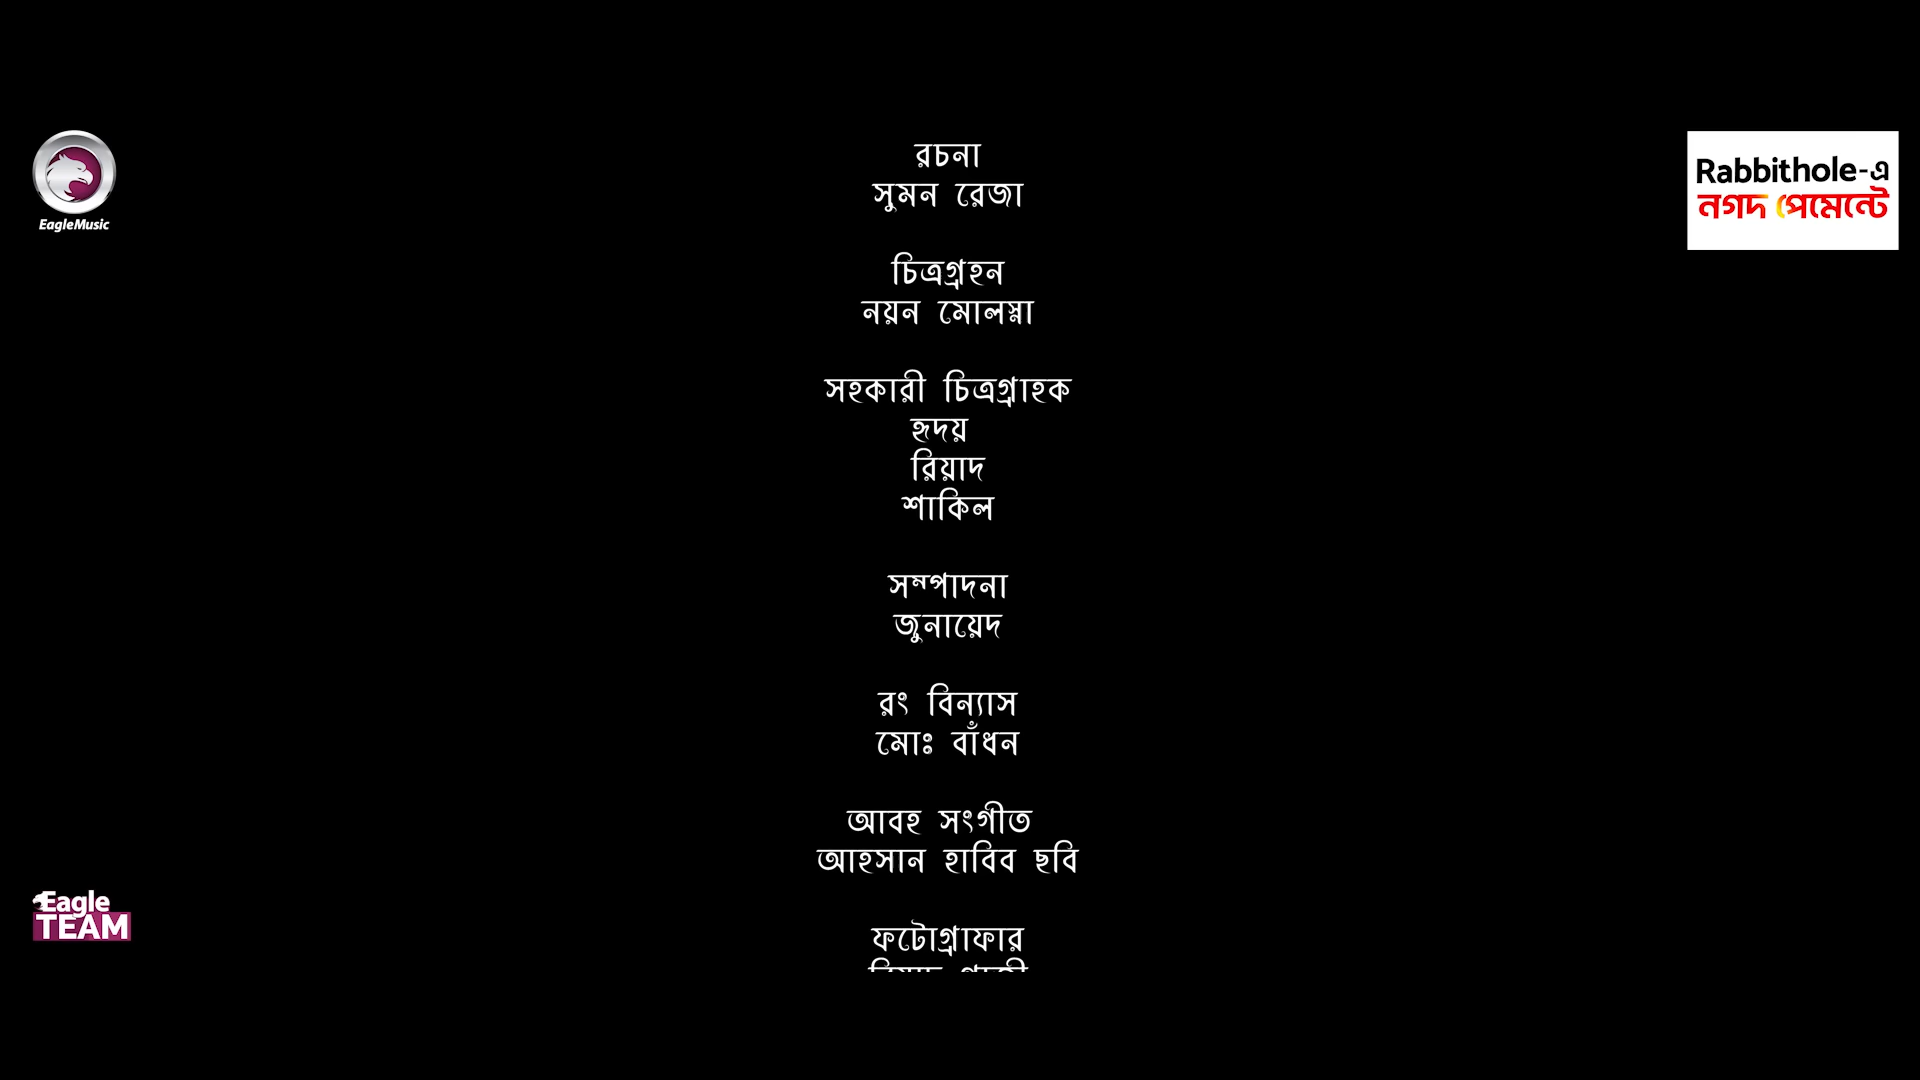 EagleMusic
Rabbithole-এ
নগদ পেমেন্টে
রচনা
সুমন রেজা
চিত্রগ্রহন
নয়ন মোলস্না
সহকারী চিত্রগ্রাহক
হৃদয়
রিয়াদ
শাকিল
সম্পাদনা
জুনায়েদ
রং বিন্যাস
মোঃ বাঁধন
আবহ সংগীত
আহসান হাবিব ছবি
ফটোগ্রাফার
Eagle
TEAM